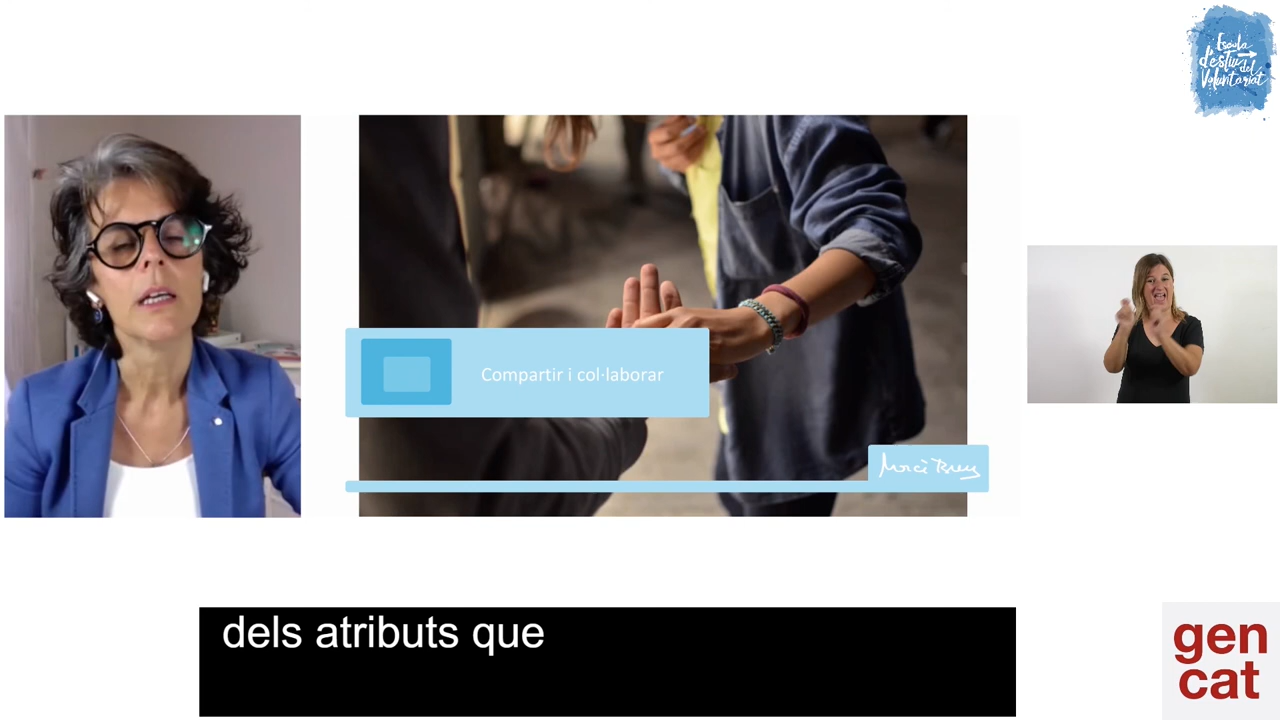 Escola
d'estiu del
Voluntariat
Compartir i col·laborar
dels atributs que
gen
cat